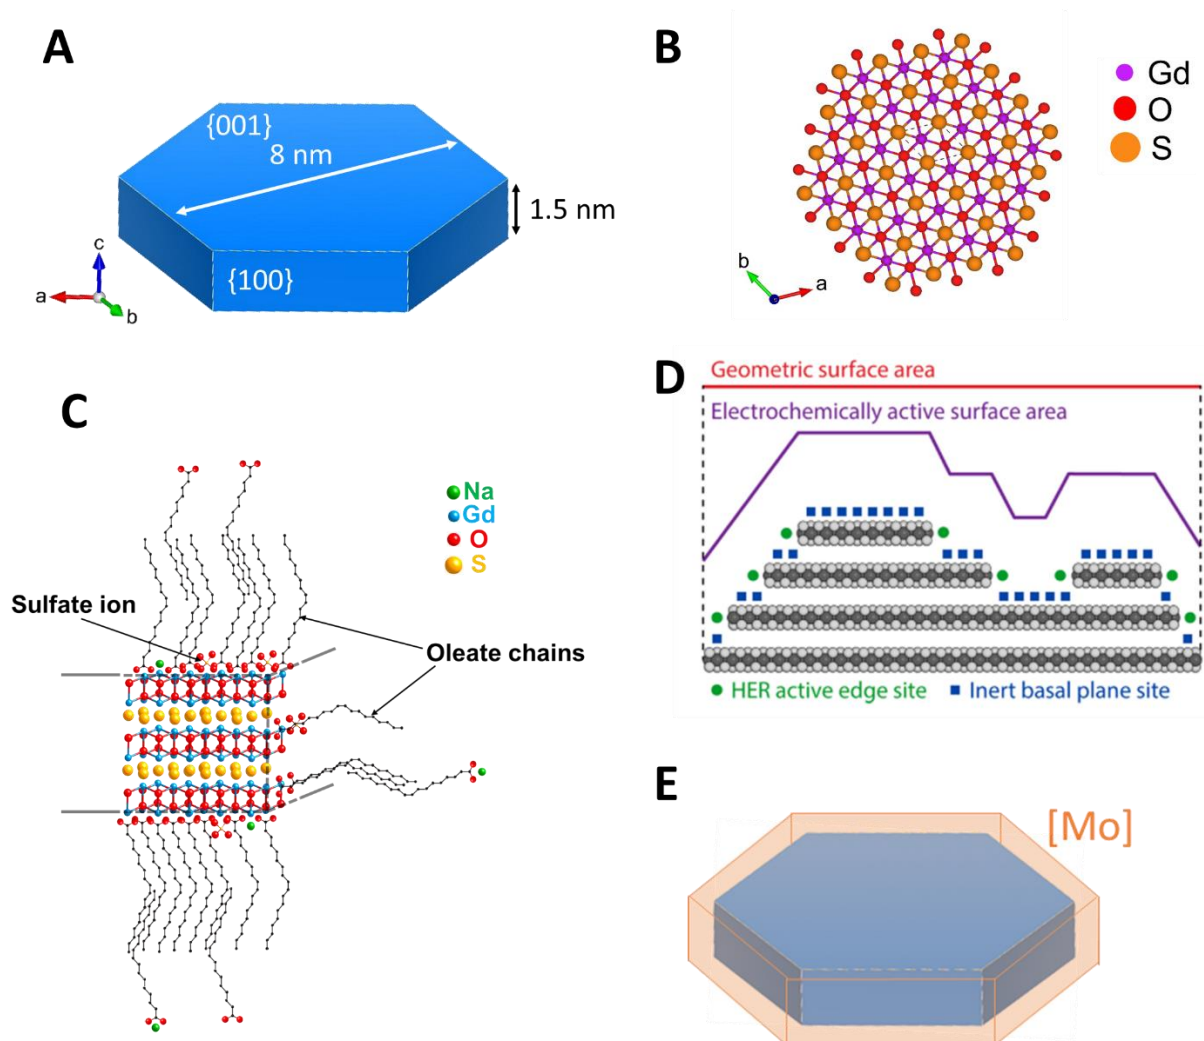 A
{001}
8 nm
1.5 nm
{100}
c
a
b
B
Gd
O
S
b
a
C
Na
Gd
O
S
Sulfate ion
Oleate chains
D
Geometric surface area
Electrochemically active surface area
HER active edge site
Inert basal plane site
E
[Mo]